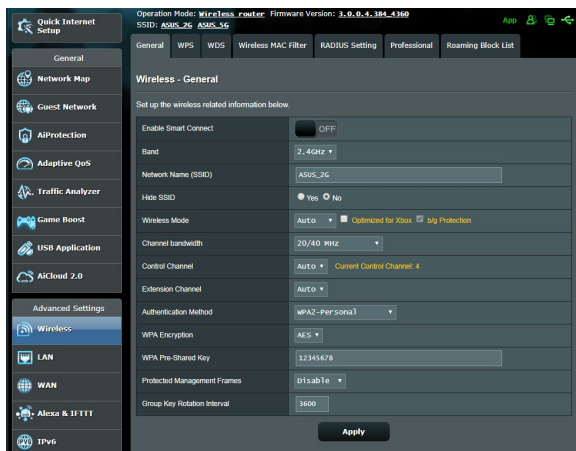 Quick Internet
Setup
General
Network Map
Guest Network
AiProtection
Adaptive QoS
Traffic Analyzer
Game Boost
USB Application
AiCloud 2.0
Advanced Settings
Wireless
LAN
WAN
Alexa & IFTTT
IPv6
Operation Mode: Wireless router Firmware Version: 3.0.0.4.384_4360
SSID: ASUS_2G ASUS_5G
App
General WPS WDS Wireless MAC Filter RADIUS Setting Professional Roaming Block List
Wireless - General
Set up the wireless related information below.
Enable Smart Connect OFF
Band 2.4GHz
Network Name (SSID) ASUS_2G
Hide SSID Yes No
Wireless Mode Auto Optimized for Xbox b/g Protection
Channel bandwidth 20/40 MHz
Control Channel Auto Current Control Channel: 4
Extension Channel Auto
Authentication Method WPA2-Personal
WPA Encryption AES
WPA Pre-Shared Key 12345678
Protected Management Frames Disable
Group Key Rotation Interval 3600
Apply